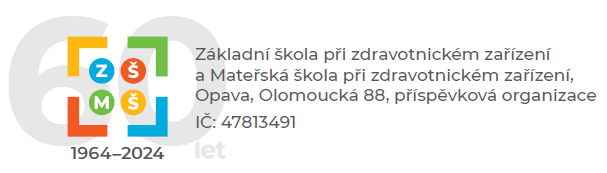 60
Z Š
M Š
1964–2024
let
Základní škola při zdravotnickém zařízení
a Mateřská škola při zdravotnickém zařízení,
Opava, Olomoucká 88, příspěvková organizace
IČ: 47813491